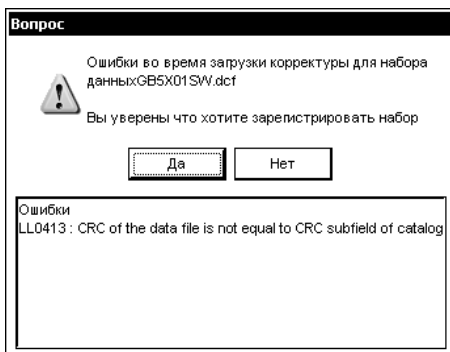 Вопрос
Ошибки во время загрузки корректуры для набора
данныхGB5X01SW.dcf
Вы уверены что хотите зарегистрировать набор
Да
Нет
Ошибки
LL0413 : CRC of the data file is not equal to CRC subfield of catalog